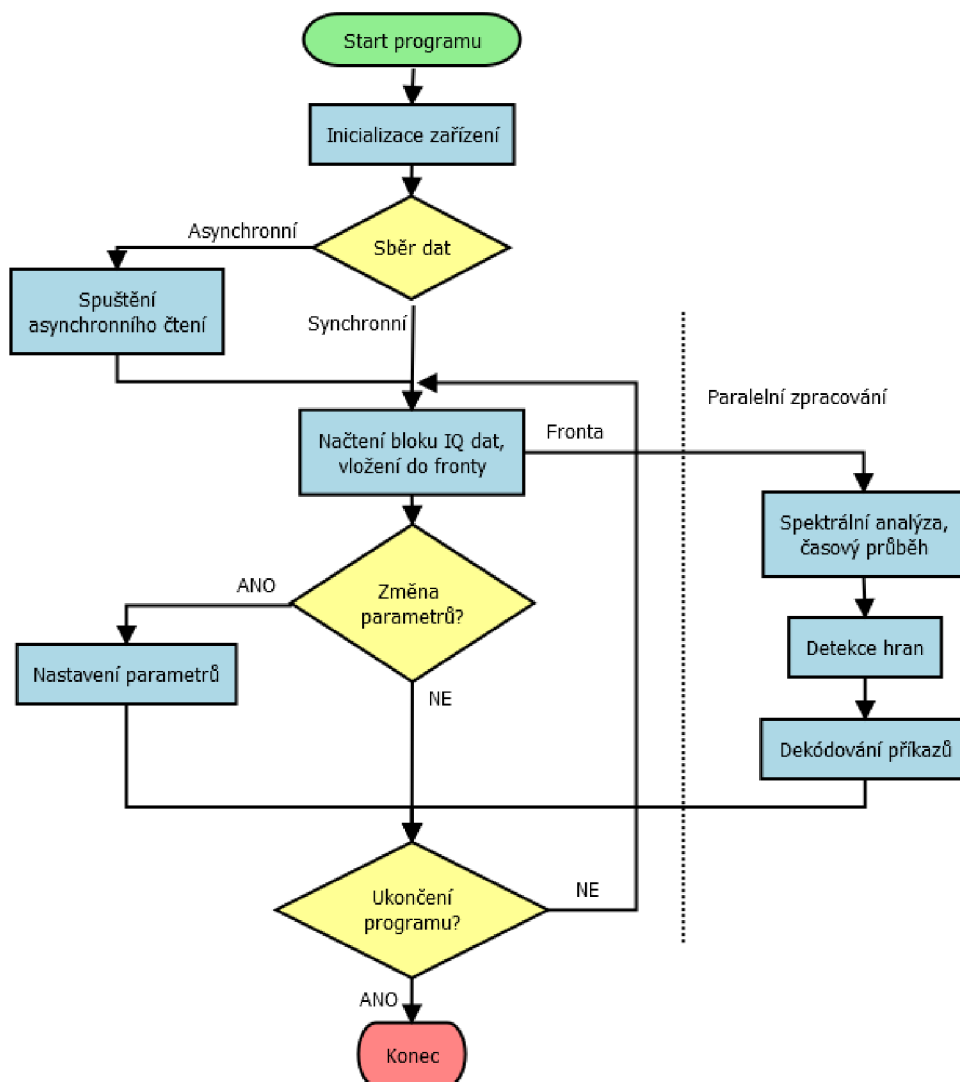 Start programu
Inicializace zařízení
Asynchronní
Sběr dat
Spuštění
asynchronního čtení
Synchronní
Paralelní zpracování
Načtení bloku IQ dat,
vložení do fronty
Fronta
Spektrální analýza,
časový průběh
ANO
Změna
parametrů?
Detekce hran
Nastavení parametrů
NE
Dekódování příkazů
Ukončení
programu?
NE
ANO
Konec